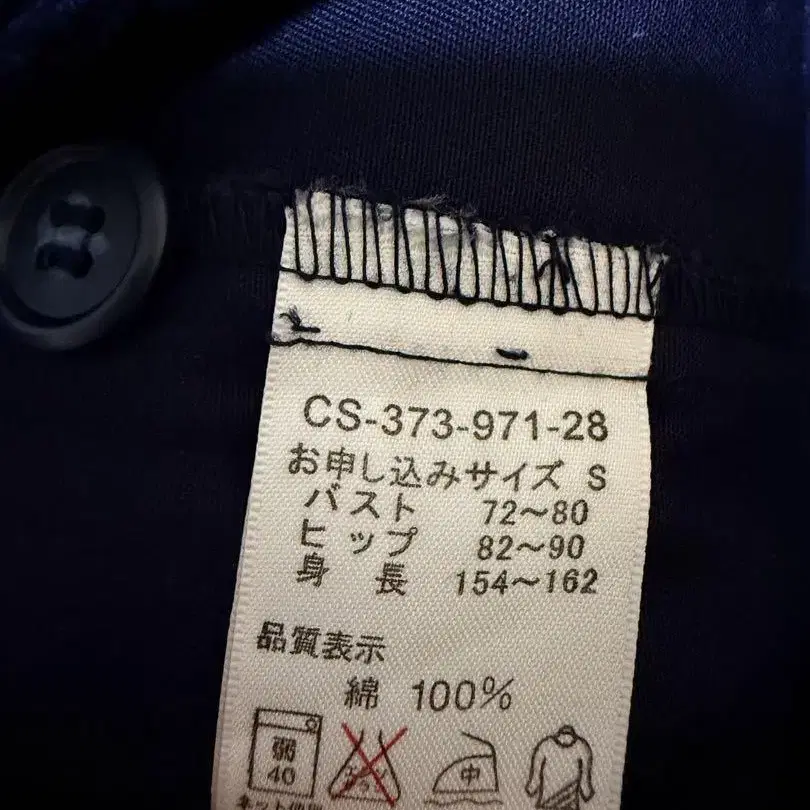 CS-373-971-28
お申し込みサイズ S
バスト 72～80
ヒップ 82～90
身長 154～162
品質表示
綿 100%
弱
40
中